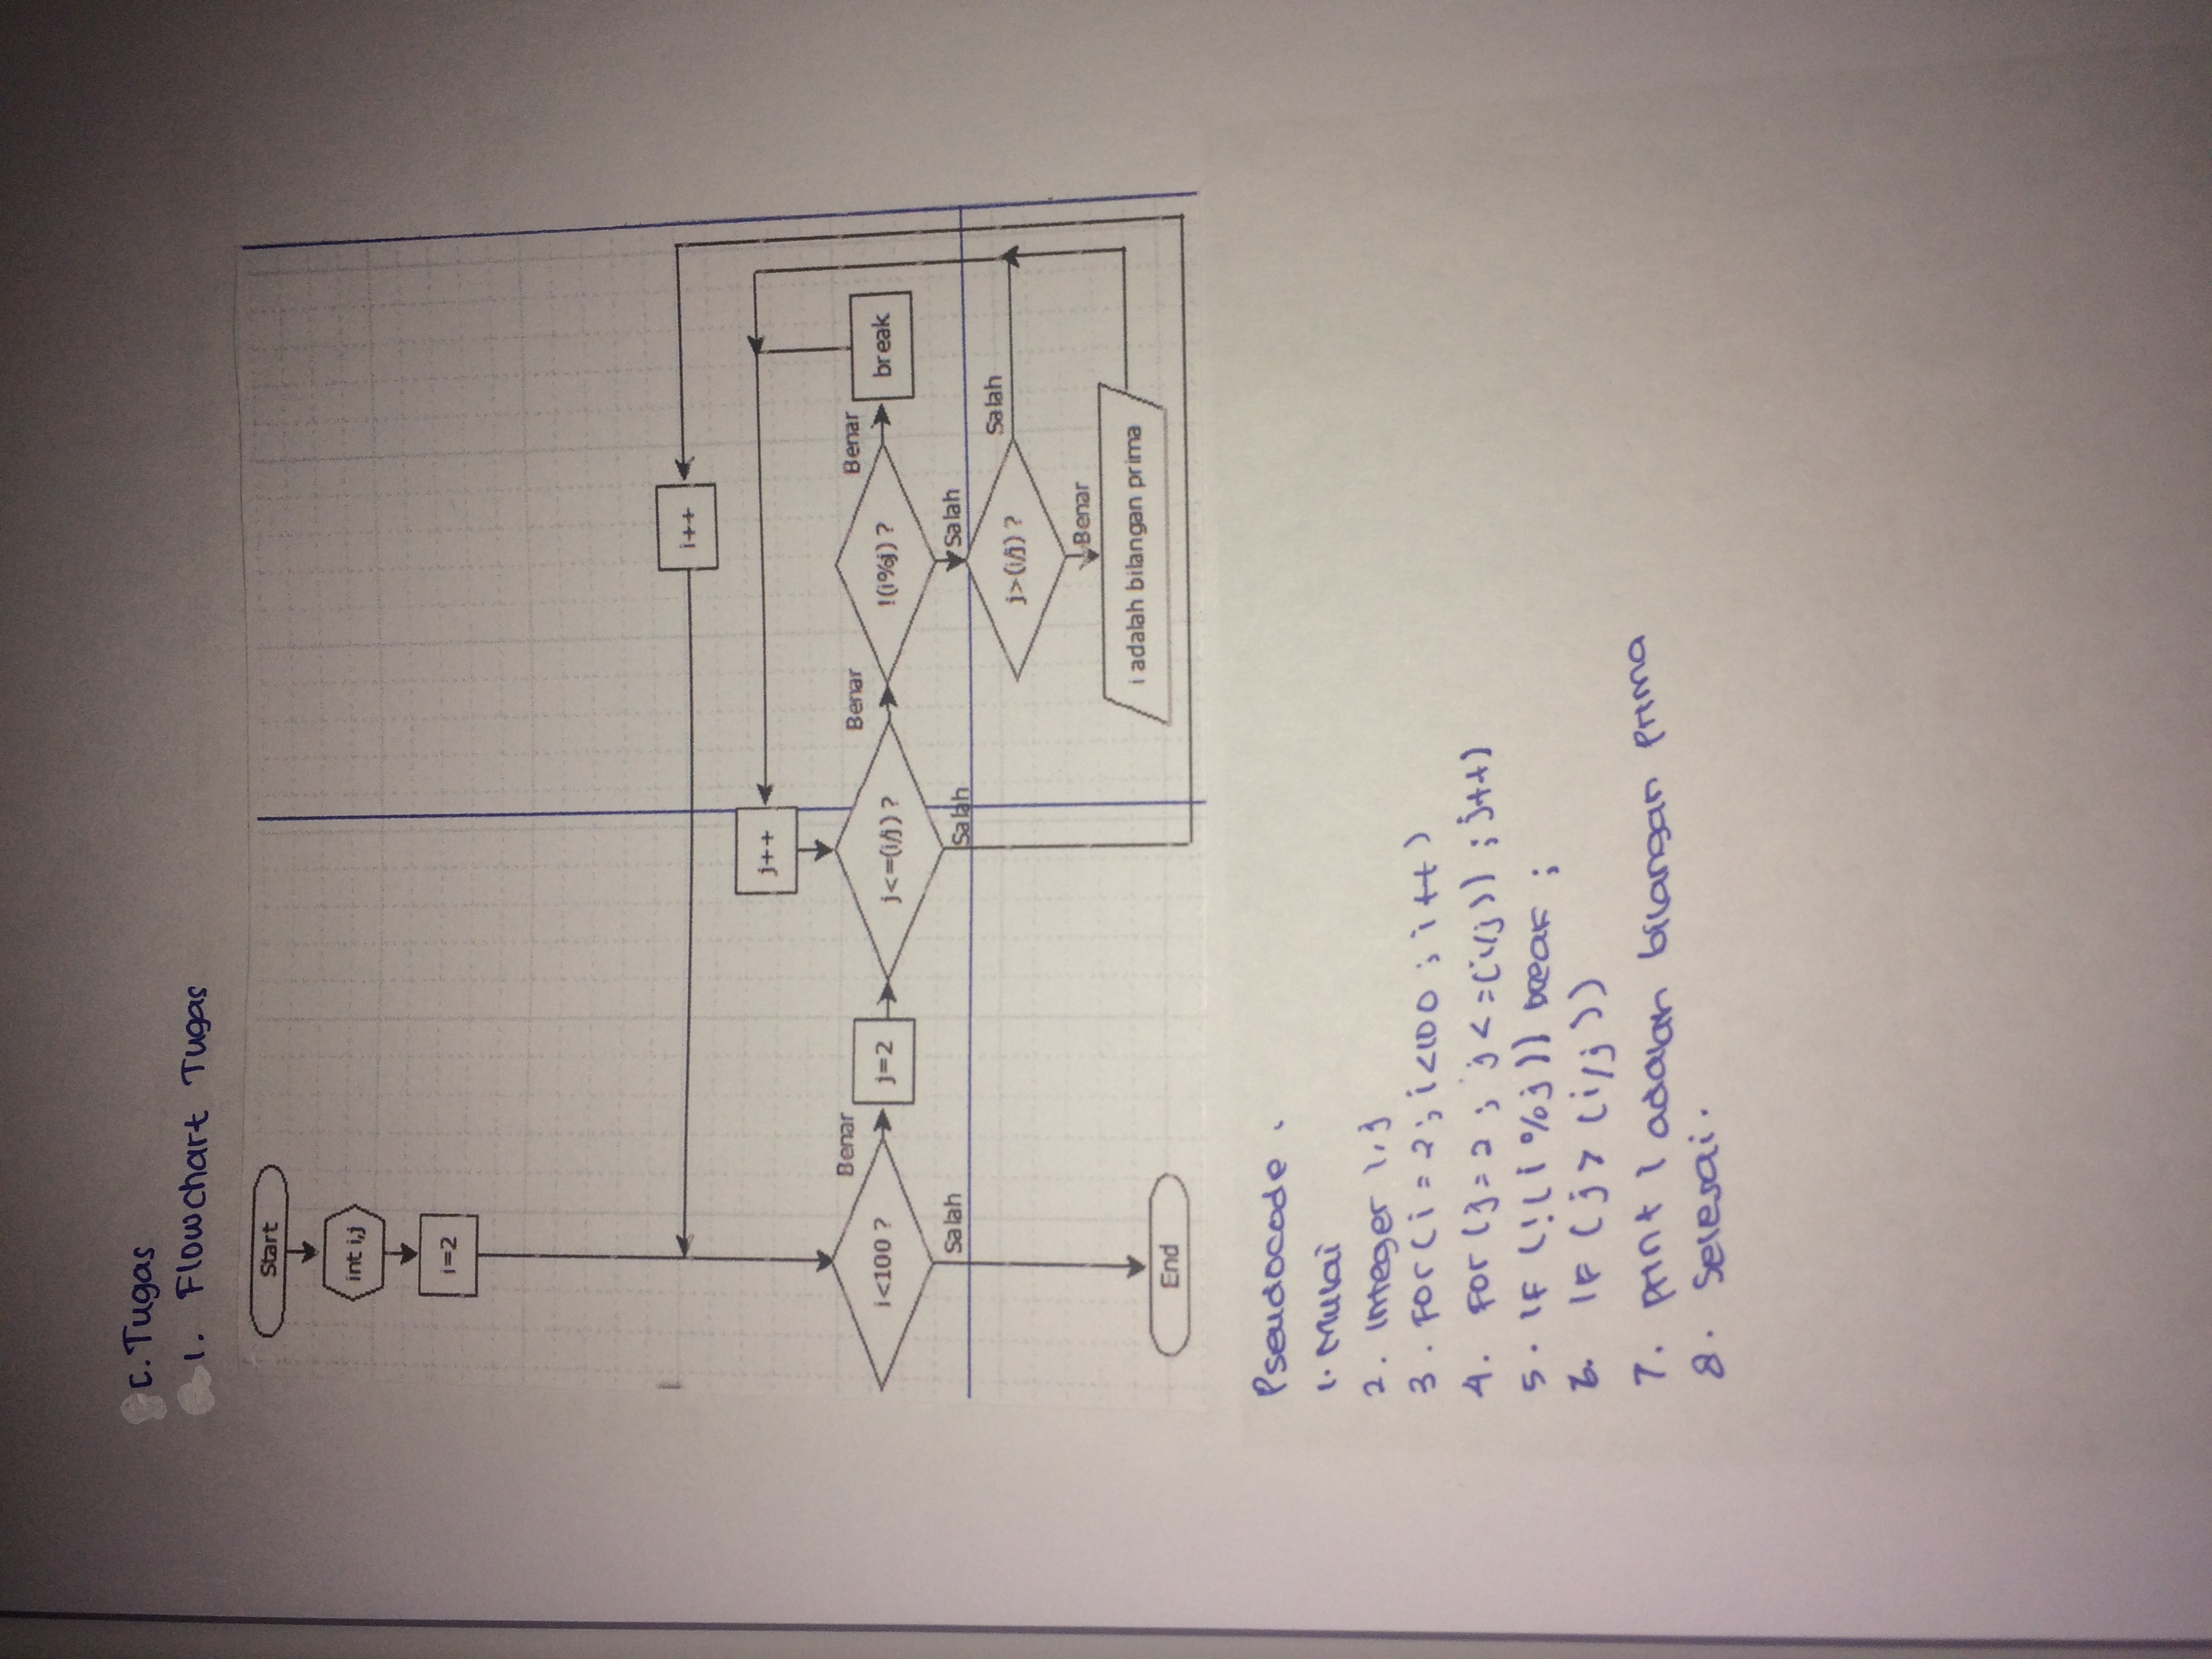 C. Tugas
1. Flowchart Tugas
Start
int i,j
i=2
i++
j++
i<100 ?
Benar
j=2
j<=(i/j) ?
Benar
!(i%j) ?
Benar
break
Salah
Salah
Salah
j>(i/j) ?
Salah
Benar
i adalah bilangan prima
End
Pseudocode .
1. Mulai
2. Integer i,j
3. For ( i = 2 ; i <100 ; i ++ )
4. For (j = 2 ; j < = (i/j) ) ; j++)
5. IF ( ! ( i % j )) break ;
6. IF ( j > ( i / j ))
7. print i adalah bilangan prima
8. Selesai .